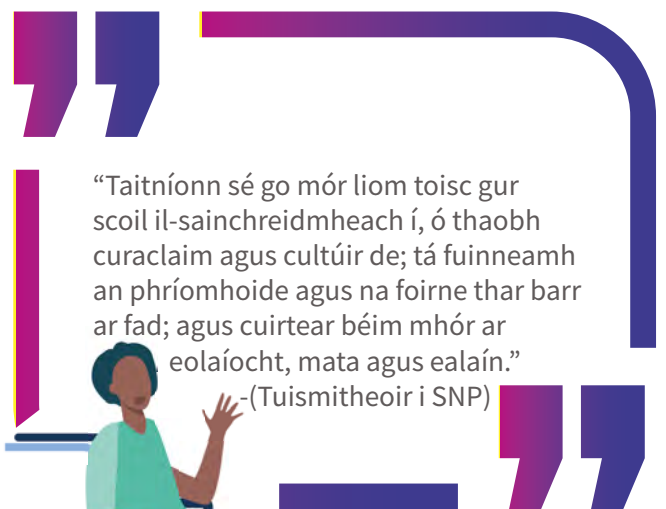 “Taitníonn sé go mór liom toisc gur
scoil il-sainchreidmheach í, ó thaobh
curaclaim agus cultúir de; tá fuinneamh
an phríomhoide agus na foirne thar barr
ar fad; agus cuirtear béim mhór ar
eolaíocht, mata agus ealaín.”
-(Tuismitheoir i SNP)